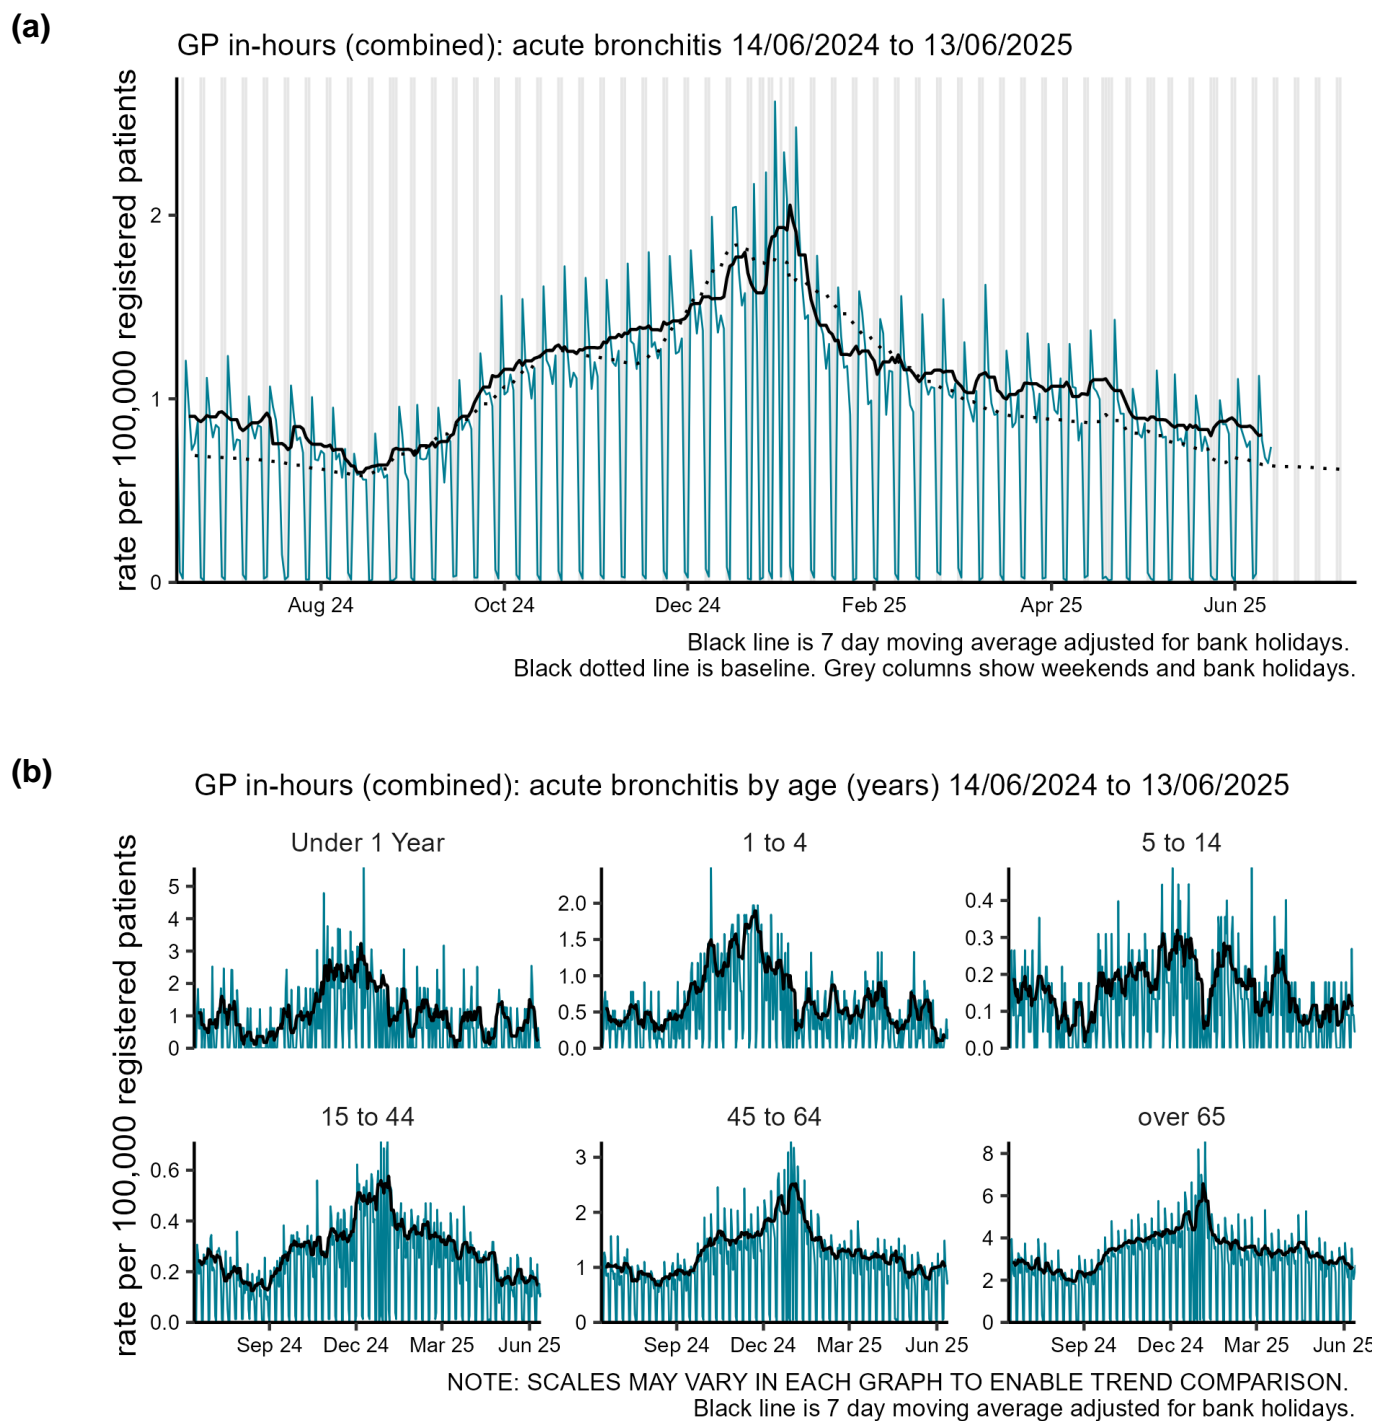 (a)
GP in-hours (combined): acute bronchitis 14/06/2024 to 13/06/2025
rate per 100,000 registered patients
2
1
0
Aug 24 Oct 24 Dec 24 Feb 25 Apr 25 Jun 25
Black line is 7 day moving average adjusted for bank holidays.
Black dotted line is baseline. Grey columns show weekends and bank holidays.
(b)
GP in-hours (combined): acute bronchitis by age (years) 14/06/2024 to 13/06/2025
rate per 100,000 registered patients
Under 1 Year
5
4
3
2
1
0
1 to 4
2.0
1.5
1.0
0.5
0.0
5 to 14
0.4
0.3
0.2
0.1
0.0
15 to 44
0.6
0.4
0.2
0.0
Sep 24 Dec 24 Mar 25 Jun 25
45 to 64
3
2
1
0
Sep 24 Dec 24 Mar 25 Jun 25
over 65
8
6
4
2
0
Sep 24 Dec 24 Mar 25 Jun 25
NOTE: SCALES MAY VARY IN EACH GRAPH TO ENABLE TREND COMPARISON.
Black line is 7 day moving average adjusted for bank holidays.